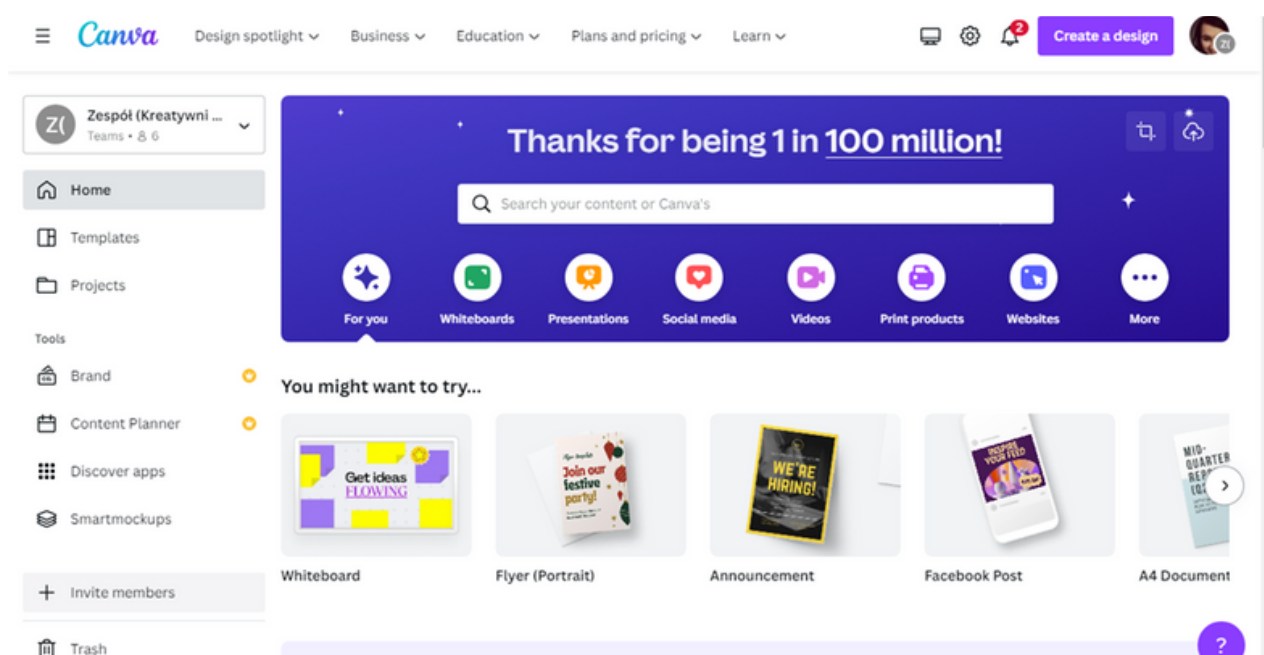 Canva
Design spotlight
Business
Education
Plans and pricing
Learn
2
Create a design
Z(
Z(
Zespół (Kreatywni ...
Teams • 6
Home
Templates
Projects
Tools
Brand
Content Planner
Discover apps
Smartmockups
Invite members
Trash
Thanks for being 1 in 100 million!
Search your content or Canva's
For you
Whiteboards
Presentations
Social media
Videos
Print products
Websites
More
You might want to try...
Get ideas
FLOWING
Join our
festive
party!
WE'RE
HIRING!
INSPIRE
YOUR FEED
MID-
QUARTER
Whiteboard
Flyer (Portrait)
Announcement
Facebook Post
A4 Document
?